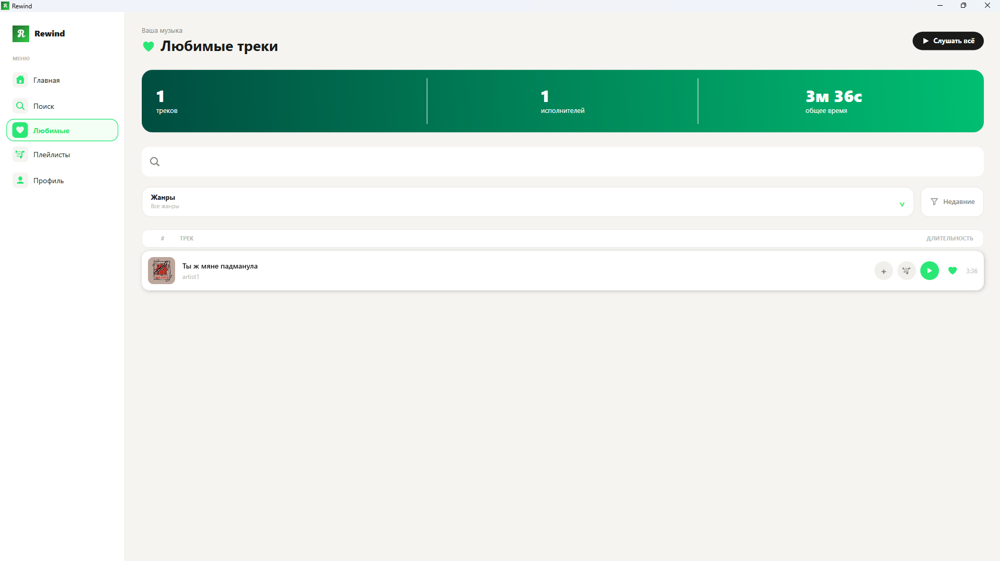 Rewind
Rewind
МЕНЮ
Главная
Поиск
Любимые
Плейлисты
Профиль
Ваша музыка
Любимые треки
Слушать всё
1
треков
1
исполнителей
3м 36с
общее время
Жанры
Все жанры
Недавние
# ТРЕК ДЛИТЕЛЬНОСТЬ
Ты ж мяне падманула
artist1
3:36
BELARUS